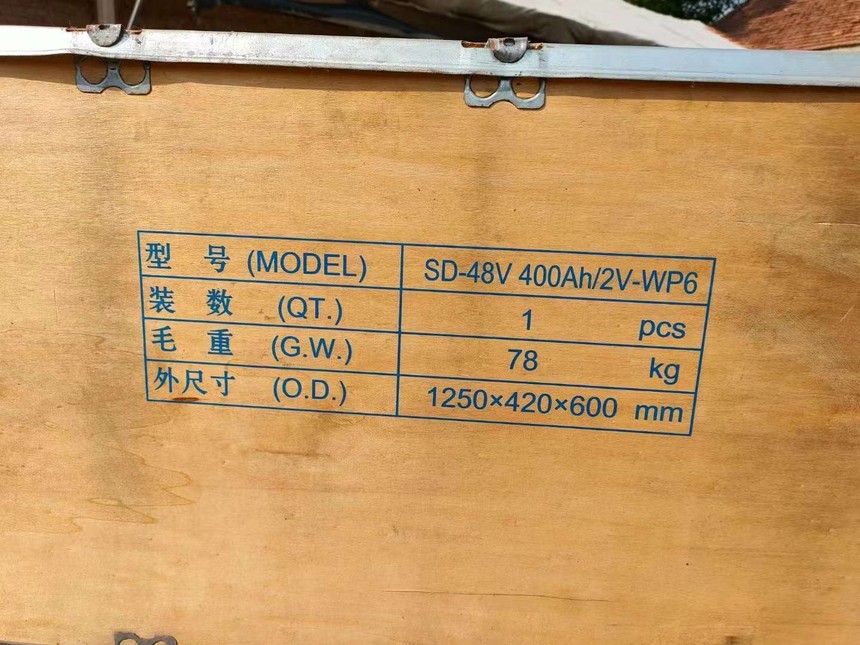 型 号 (MODEL) SD-48V 400Ah/2V-WP6
装 数 (QT.) 1 pcs
毛 重 (G.W.) 78 kg
外尺寸 (O.D.) 1250×420×600 mm